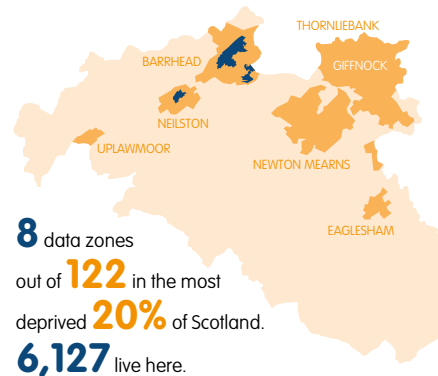 THORNLIEBANK
BARRHEAD
GIFFNOCK
NEILSTON
UPLAWMOOR
NEWTON MEARNS
EAGLESHAM
8 data zones
out of 122 in the most
deprived 20% of Scotland.
6,127 live here.